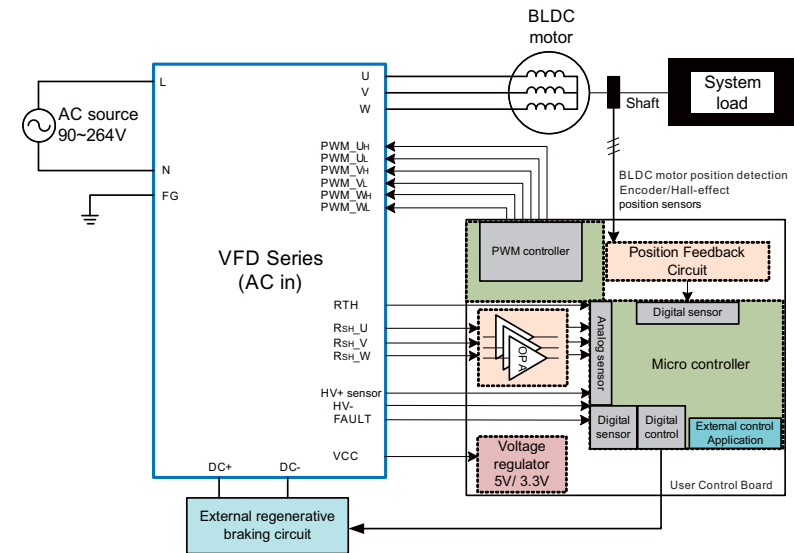 BLDC
motor
L
AC source
90~264V
N
FG
VFD Series
(AC in)
U
V
W
PWM_UH
PWM_UL
PWM_VH
PWM_VL
PWM_WH
PWM_WL
RTH
RSH_U
RSH_V
RSH_W
HV+ sensor
HV-
FAULT
VCC
DC+
DC-
External regenerative
braking circuit
Shaft
System
load
BLDC motor position detection
Encoder/Hall-effect
position sensors
PWM controller
Position Feedback
Circuit
Digital sensor
Analog sensor
OPA
Micro controller
Digital
sensor
Digital
control
External control
Application
Voltage
regulator
5V/ 3.3V
User Control Board